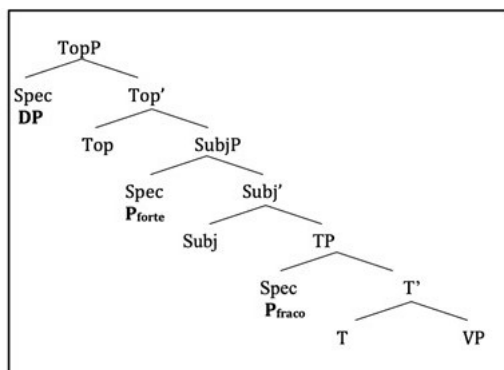 TopP
Spec Top’
DP
Top SubjP
Spec Subj’
Pforte
Subj TP
Spec T’
Pfraco
T VP